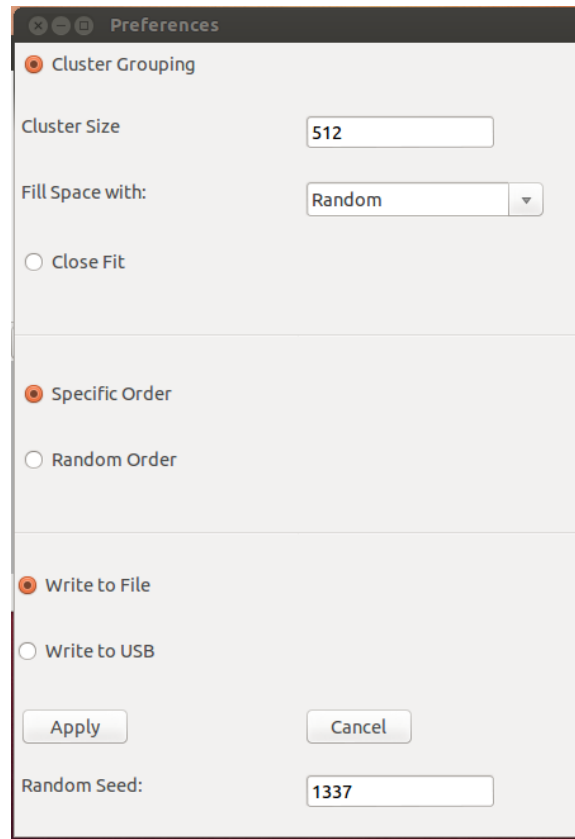 Preferences
Cluster Grouping
Cluster Size 512
Fill Space with: Random
Close Fit
Specific Order
Random Order
Write to File
Write to USB
Apply Cancel
Random Seed: 1337